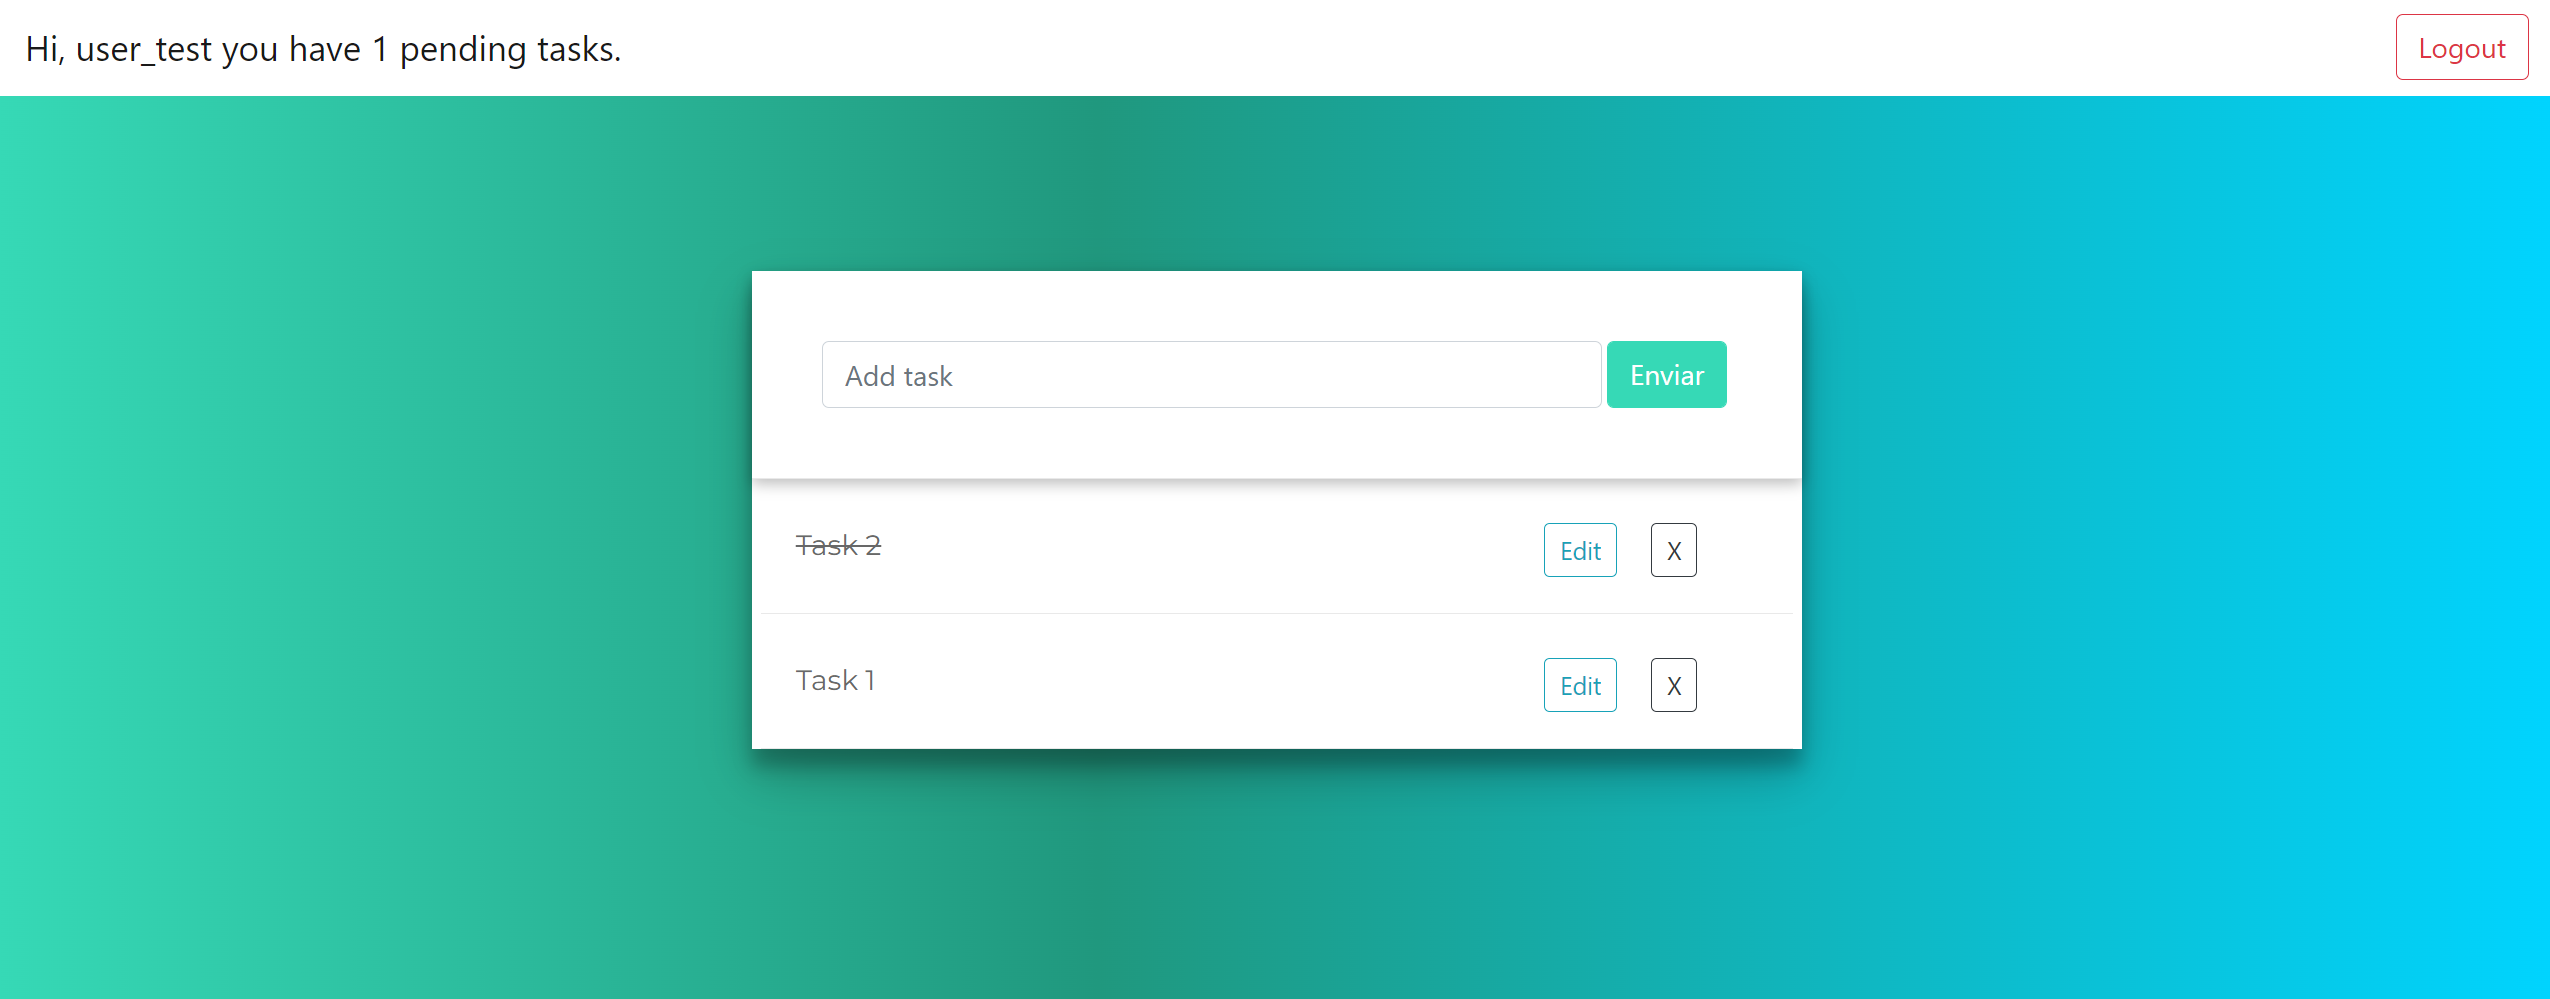 Hi, user_test you have 1 pending tasks.
Logout
Add task
Enviar
Task 2
Edit
X
Task 1
Edit
X